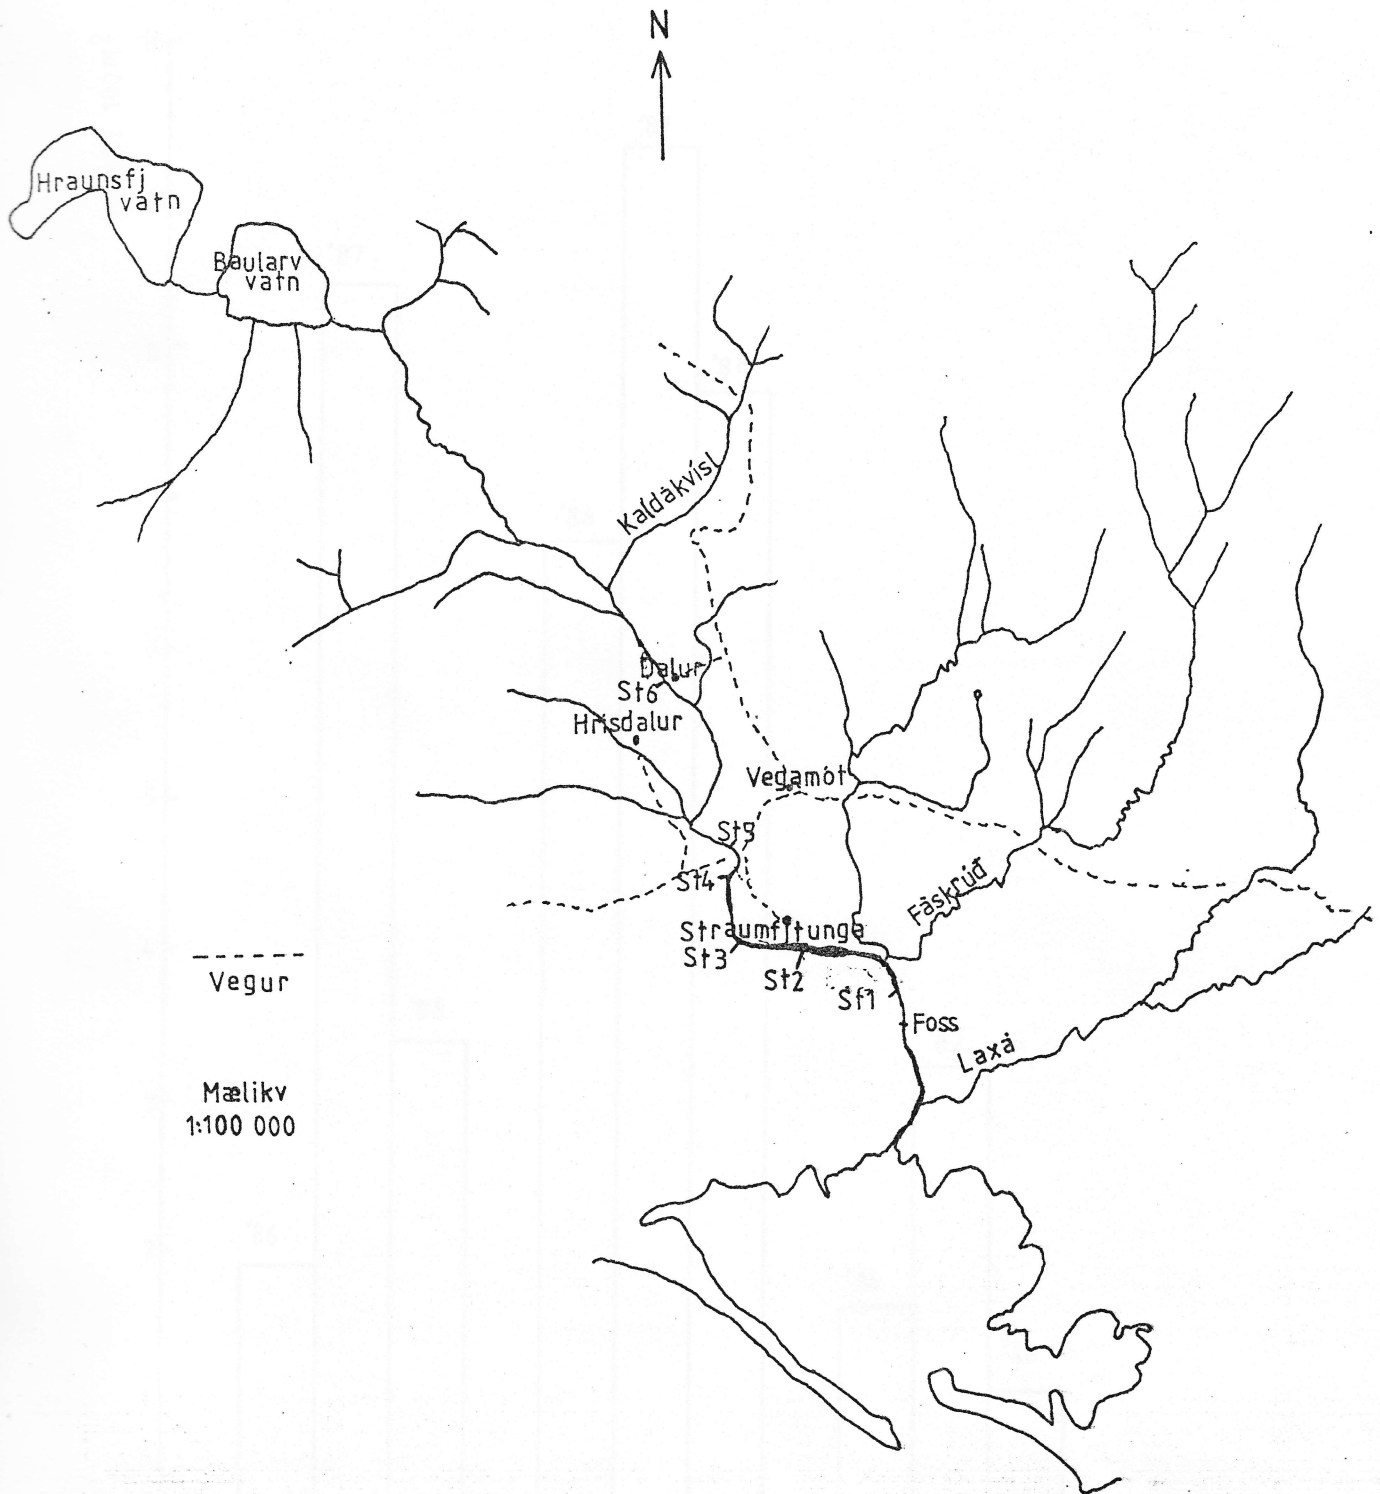 N
Hraunsfj
vatn
Baularv
vatn
Kaldákvísl
Dalur
St6
Hrísdalur
Vegamót
St5
St4
Fáskrúð
Straumfjtunga
St3
St2
St1
Foss
Laxá
Vegur
Mælikv
1:100 000